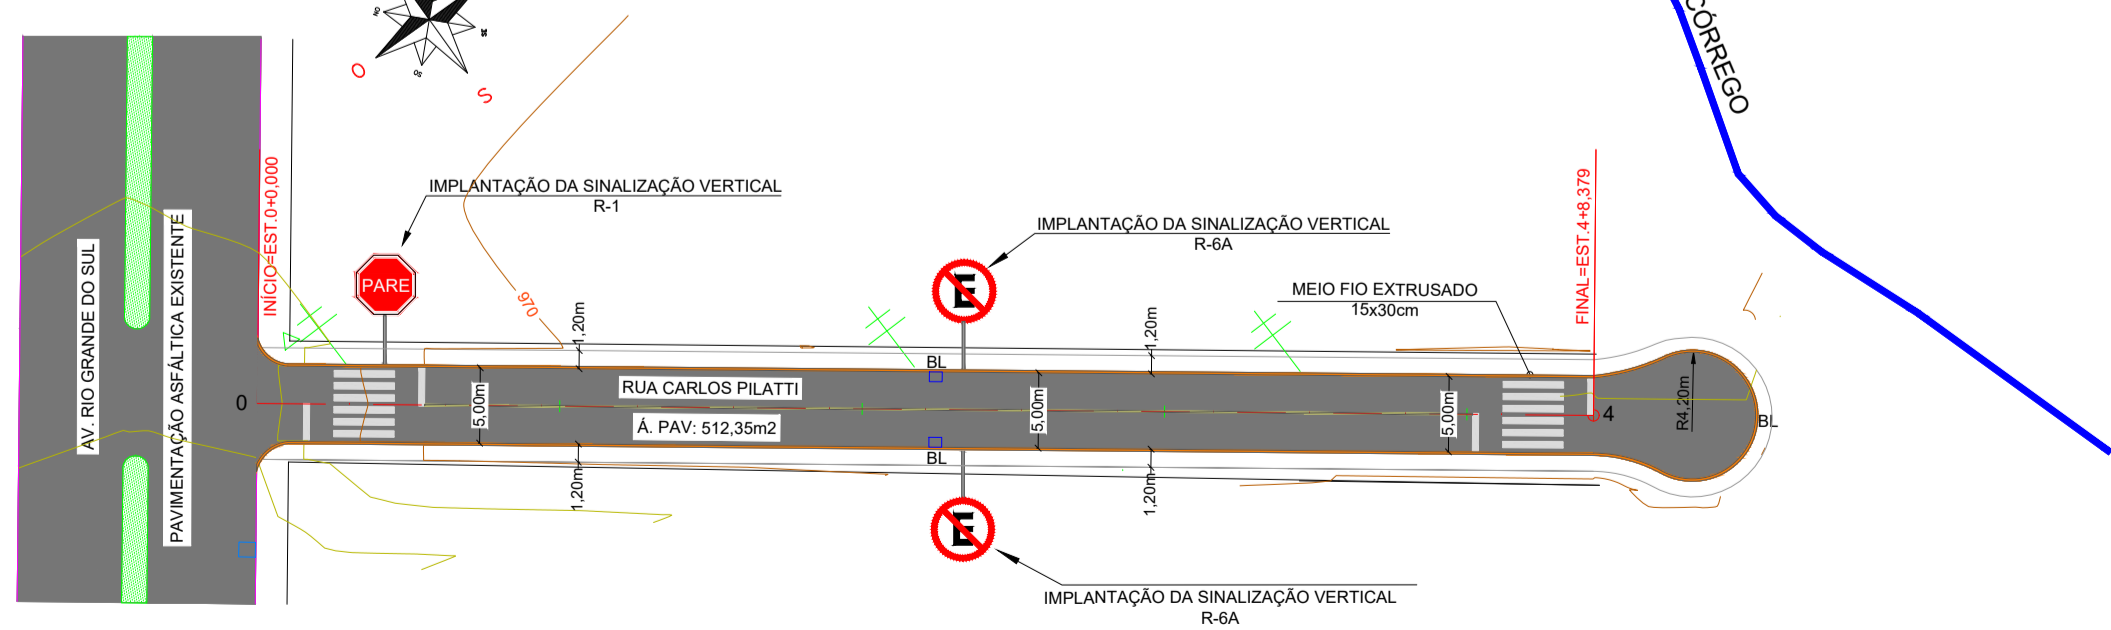 NO
SE
SO
O
S
CÓRREGO
AV. RIO GRANDE DO SUL
PAVIMENTAÇÃO ASFÁLTICA EXISTENTE
INÍCIO=EST.0+0,000
IMPLANTAÇÃO DA SINALIZAÇÃO VERTICAL
R-1
PARE
970
1,20m
IMPLANTAÇÃO DA SINALIZAÇÃO VERTICAL
R-6A
E
1,20m
MEIO FIO EXTRUSADO
15x30cm
FINAL=EST.4+8,379
0
5,00m
RUA CARLOS PILATTI
Á. PAV: 512,35m2
BL
BL
5,00m
5,00m
4
R4,20m
BL
1,20m
1,20m
E
IMPLANTAÇÃO DA SINALIZAÇÃO VERTICAL
R-6A